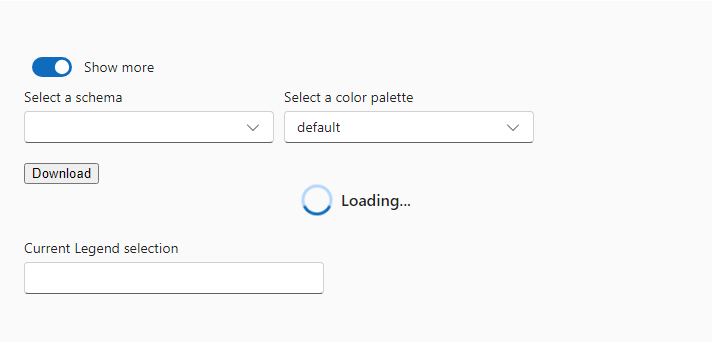 Show more
Select a schema
Select a color palette
default
Download
Loading...
Current Legend selection